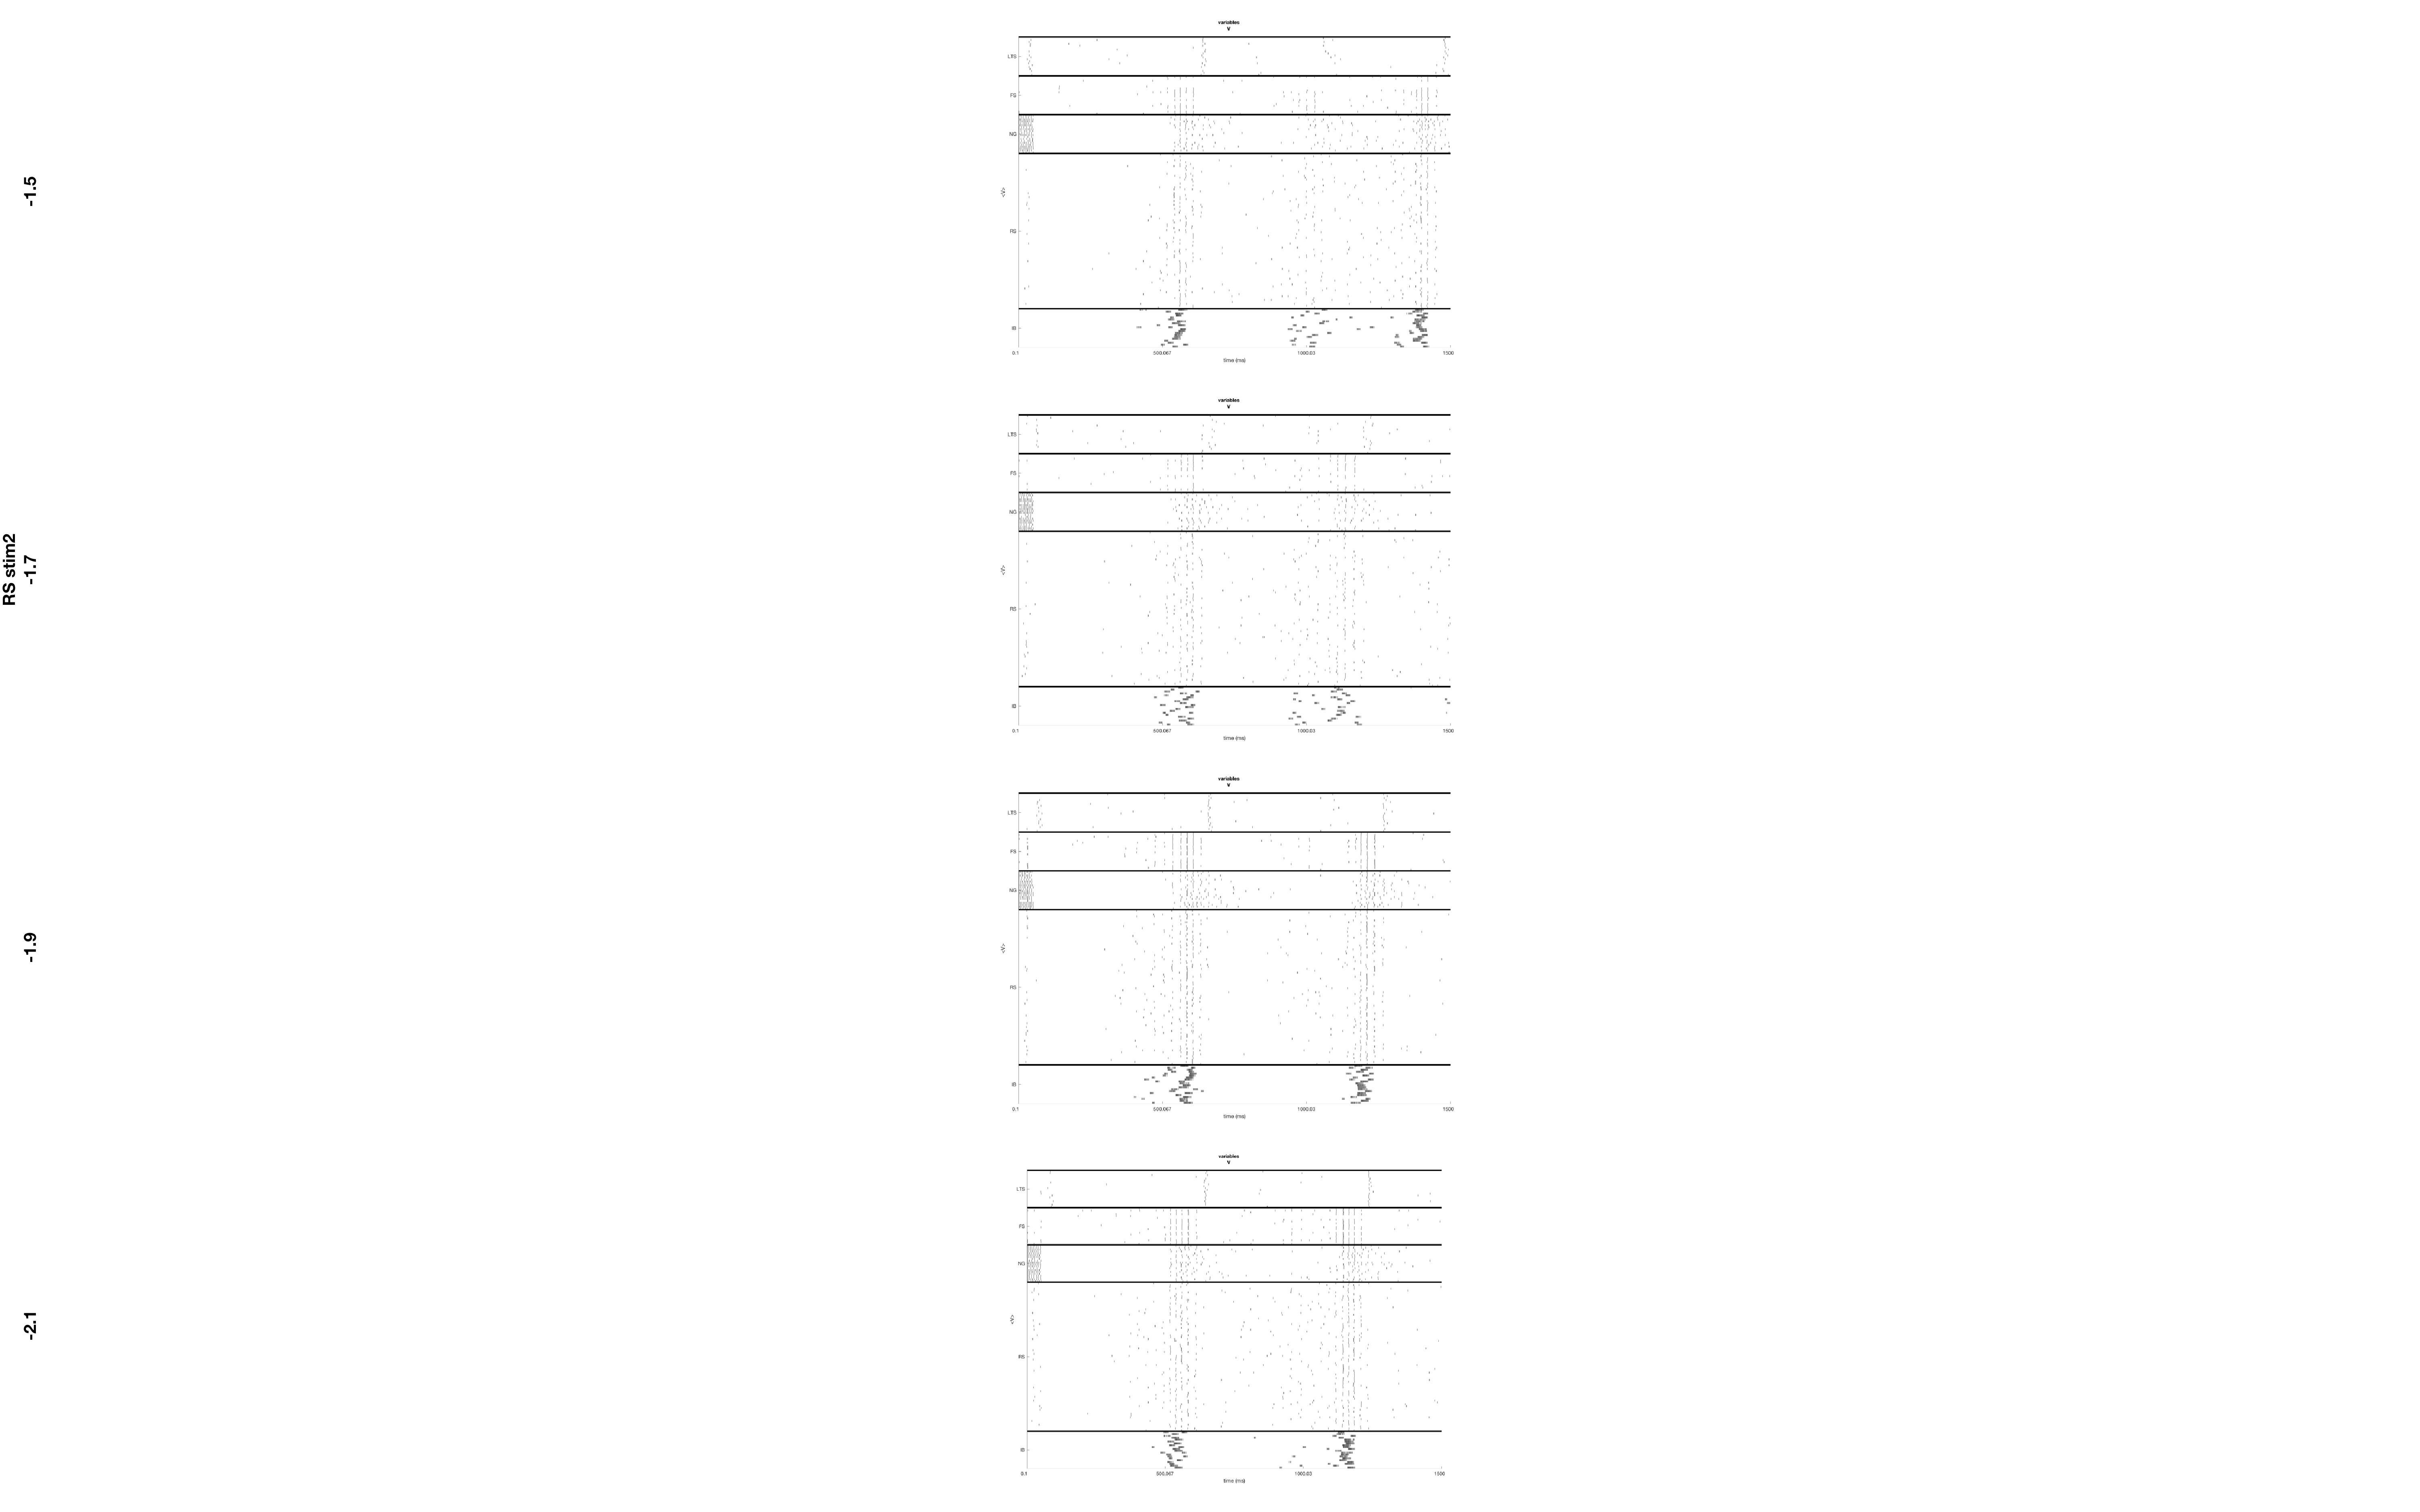 RS stim2
-1.5
variables
V
LTS
FS
NG
<V>
RS
IB
0.1 500.067 1000.03 1500
time (ms)
-1.7
variables
V
LTS
FS
NG
<V>
RS
IB
0.1 500.067 1000.03 1500
time (ms)
-1.9
variables
V
LTS
FS
NG
<V>
RS
IB
0.1 500.067 1000.03 1500
time (ms)
-2.1
variables
V
LTS
FS
NG
<V>
RS
IB
0.1 500.067 1000.03 1500
time (ms)